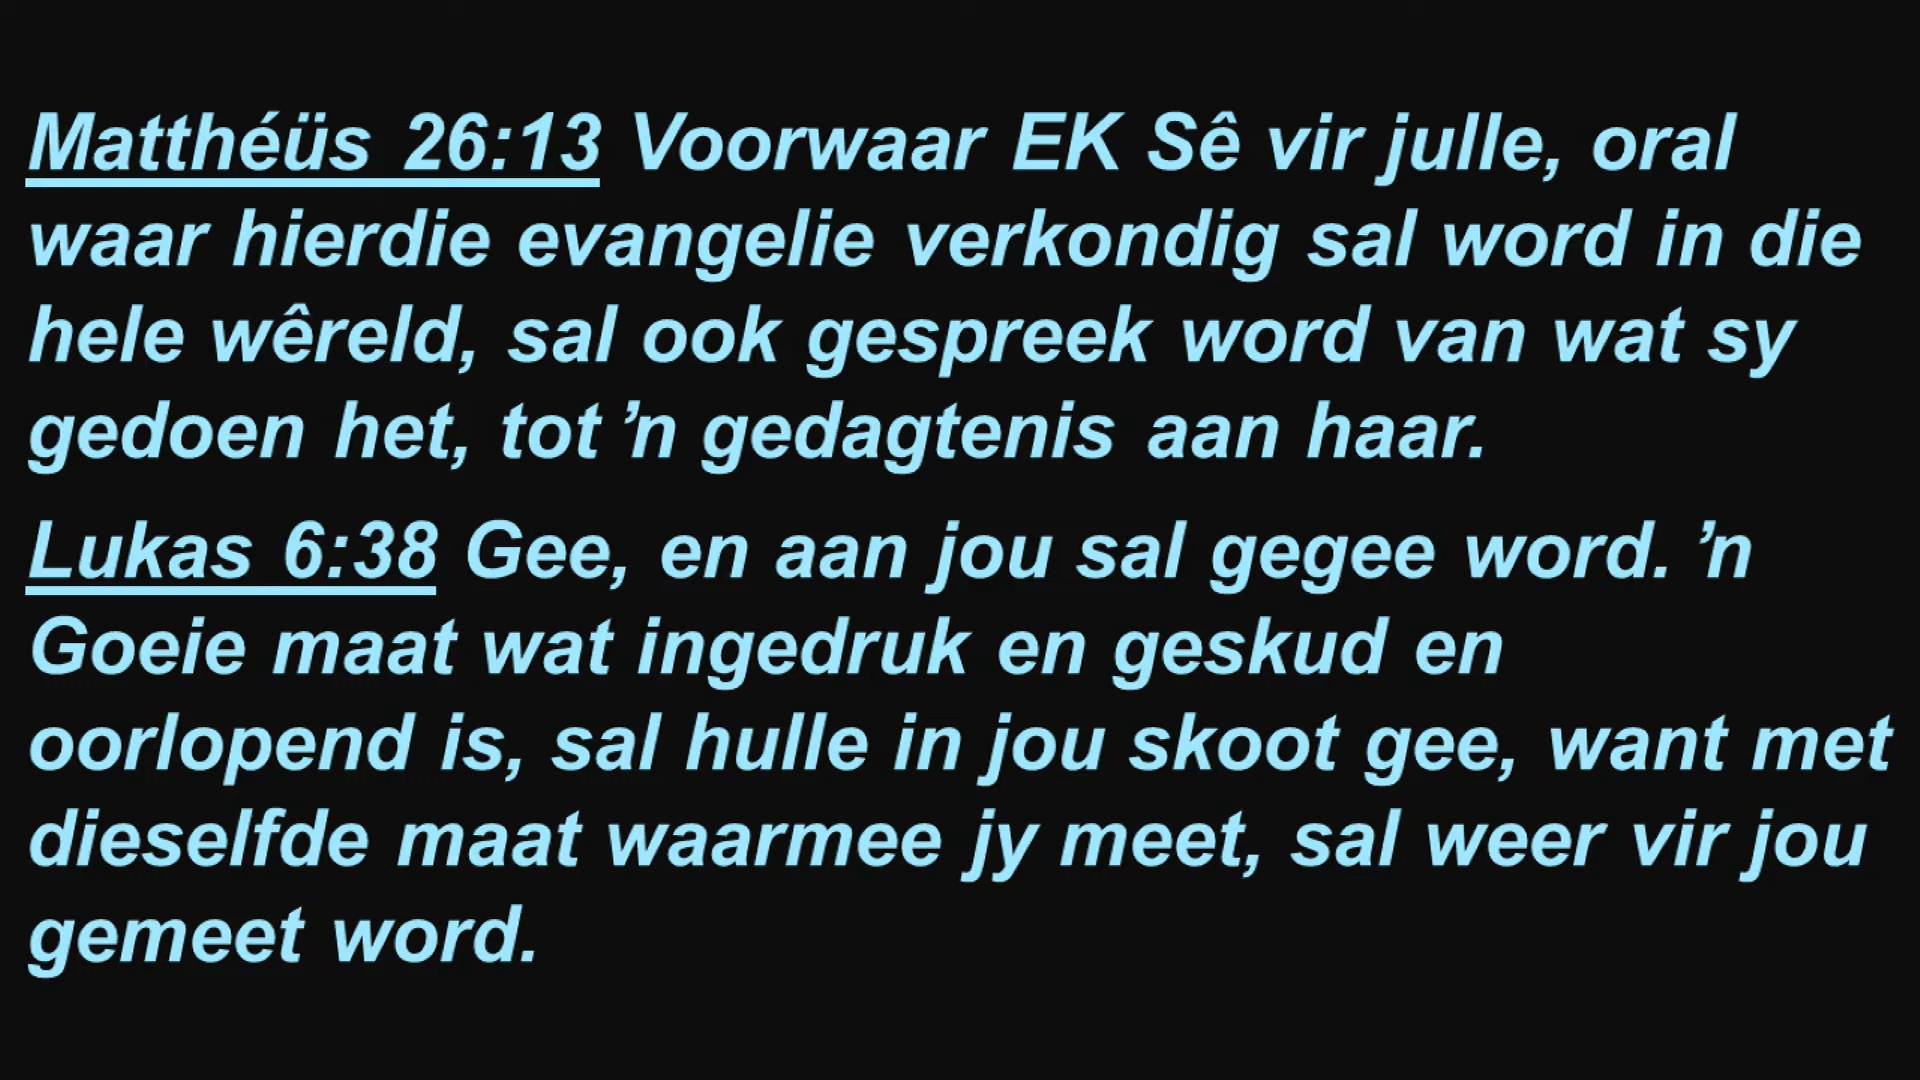 Matthéüs 26:13 Voorwaar EK Sê vir julle, oral
waar hierdie evangelie verkondig sal word in die
hele wêreld, sal ook gespreek word van wat sy
gedoen het, tot ’n gedagtenis aan haar.
Lukas 6:38 Gee, en aan jou sal gegee word. ’n
Goeie maat wat ingedruk en geskud en
oorlopend is, sal hulle in jou skoot gee, want met
dieselfde maat waarmee jy meet, sal weer vir jou
gemeet word.